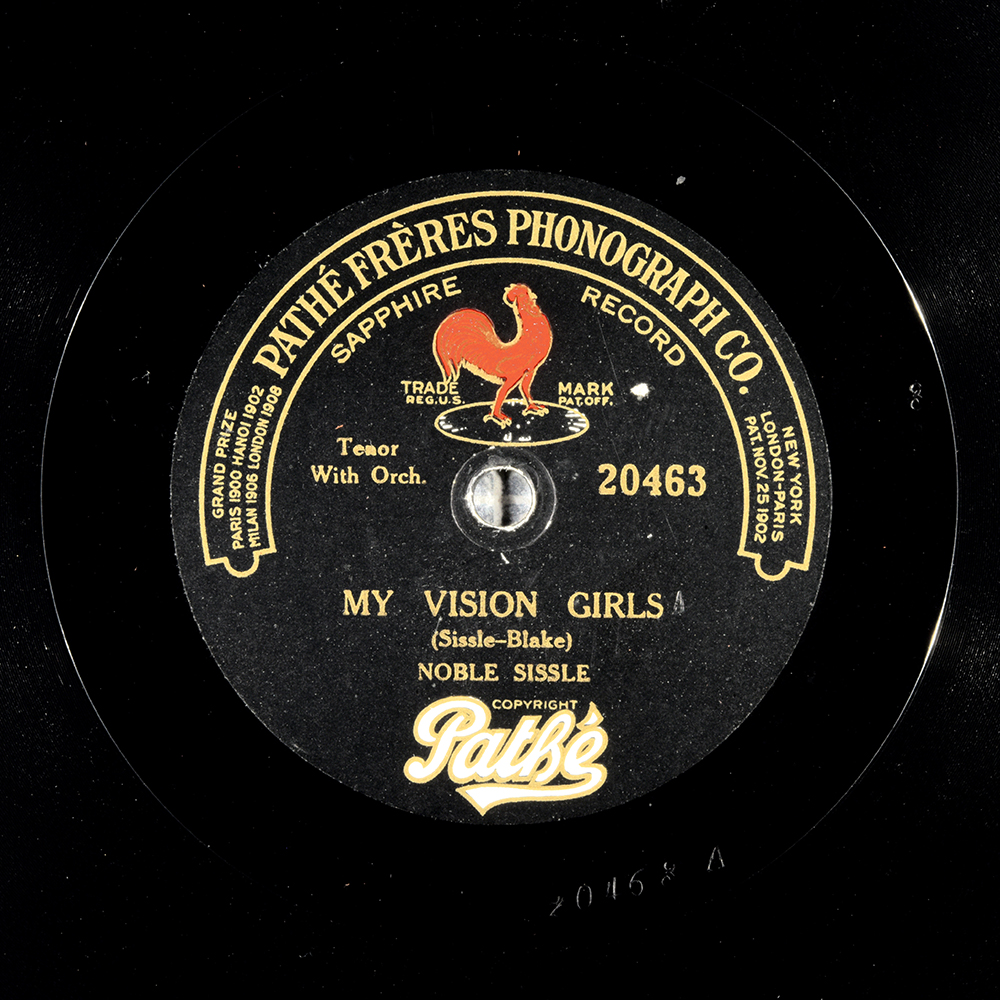 PATHÉ FRÈRES PHONOGRAPH CO.
SAPPHIRE RECORD
GRAND PRIZE
PARIS 1900 HANOI 1902
MILAN 1906 LONDON 1908
NEW YORK
LONDON-PARIS
PAT. NOV. 25 1902
TRADE MARK
REG. U.S. PAT. OFF.
Tenor
With Orch.
20463
MY VISION GIRLS
(Sissle-Blake)
NOBLE SISSLE
COPYRIGHT
Pathé